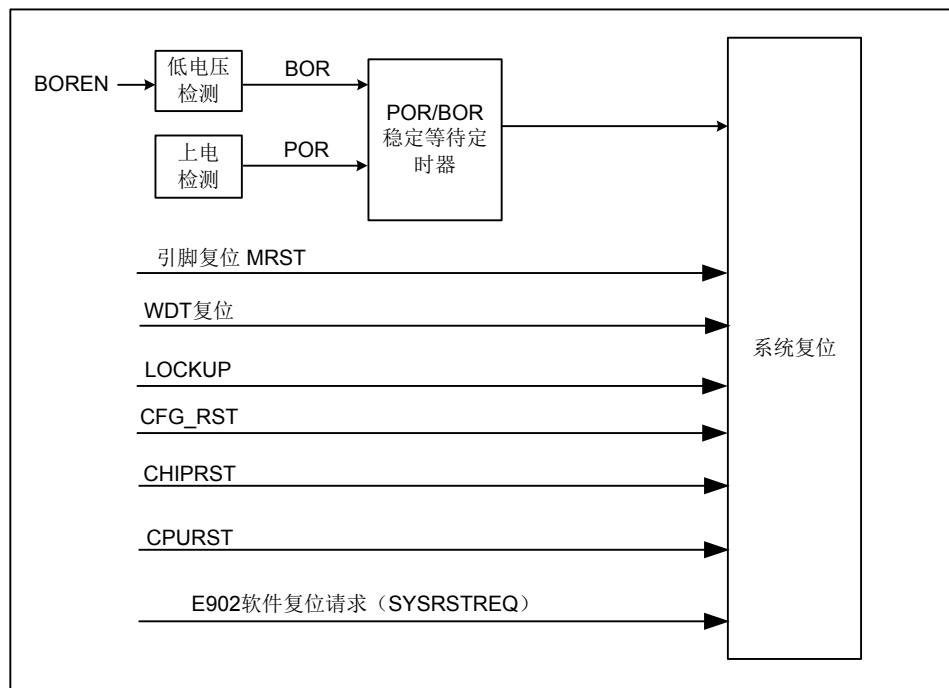 BOREN
低电压
检测
BOR
上电
检测
POR
POR/BOR
稳定等待定
时器
引脚复位 MRST
WDT复位
LOCKUP
CFG_RST
CHIPRST
CPURST
E902软件复位请求（SYSRSTREQ）
系统复位